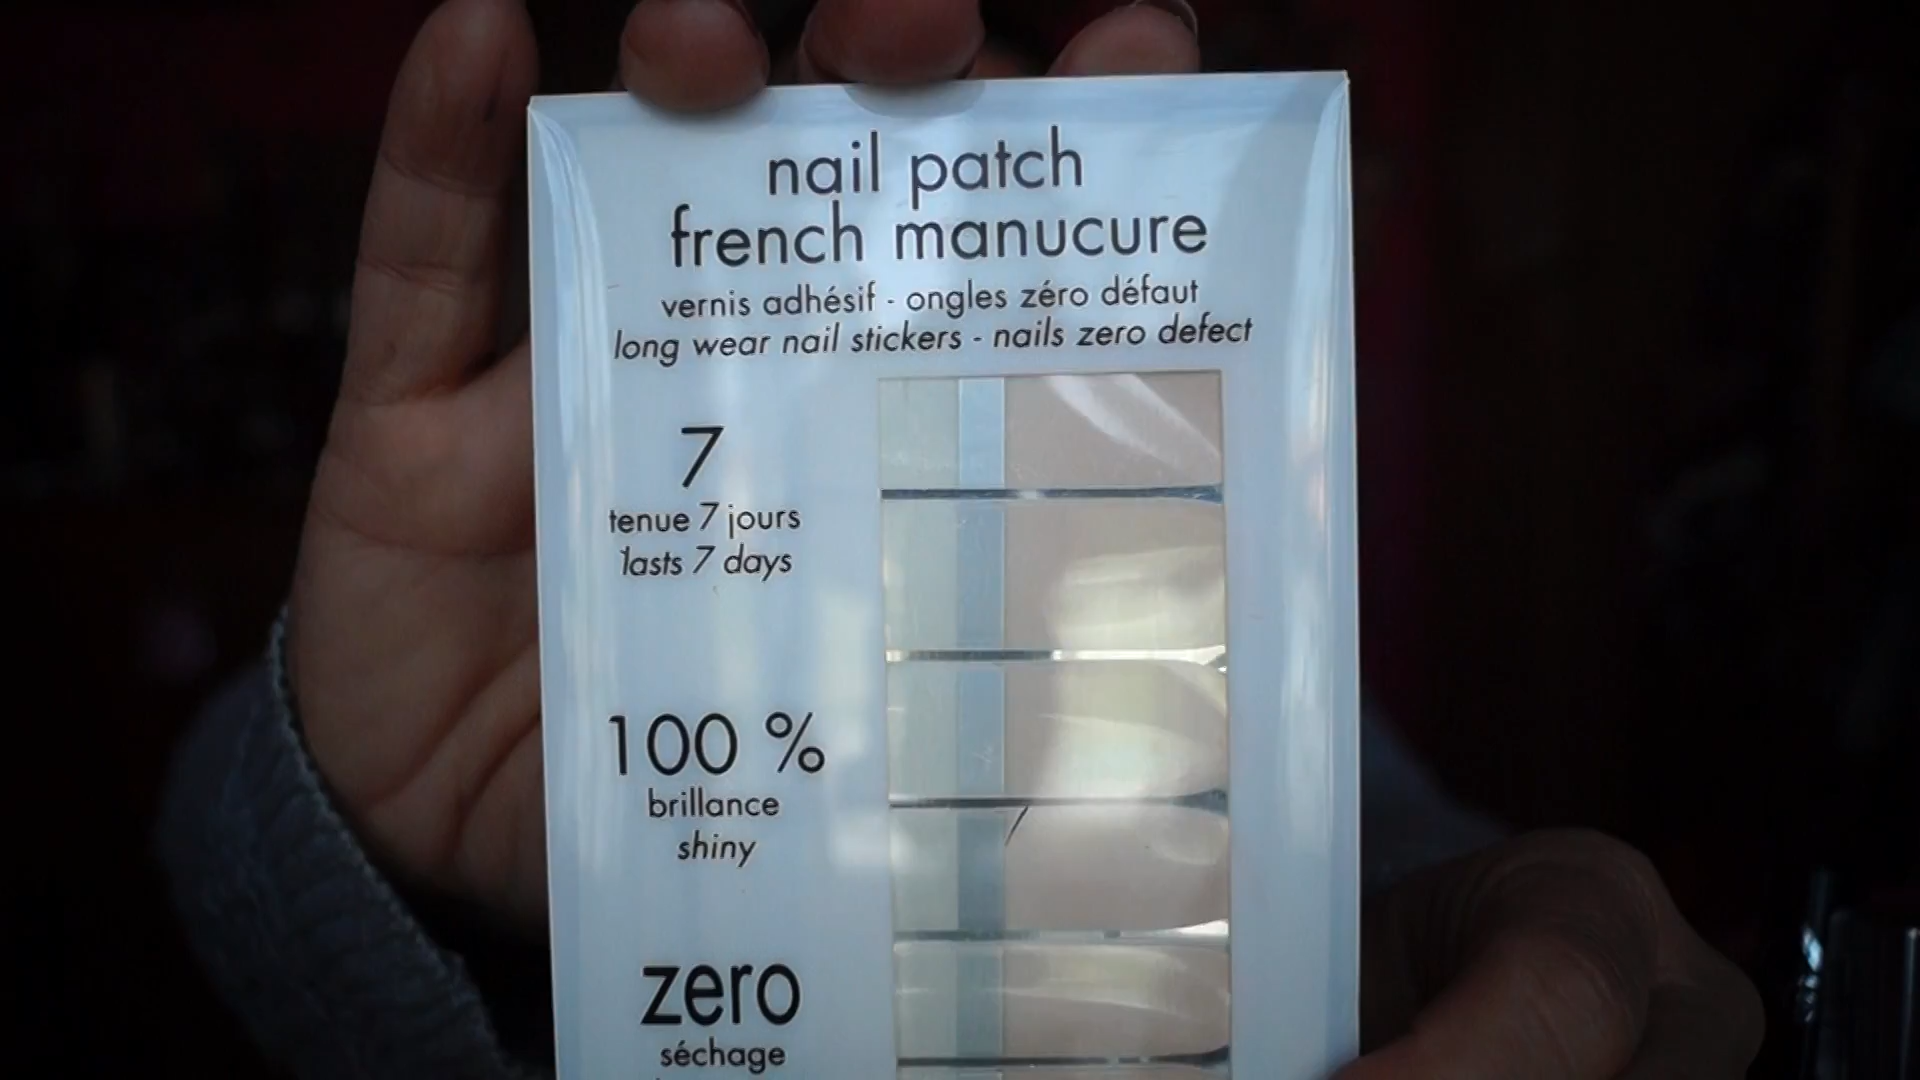 nail patch
french manucure
vernis adhésif - ongles zéro défaut
long wear nail stickers - nails zero defect
7
tenue 7 jours
lasts 7 days
100 %
brillance
shiny
zero
séchage